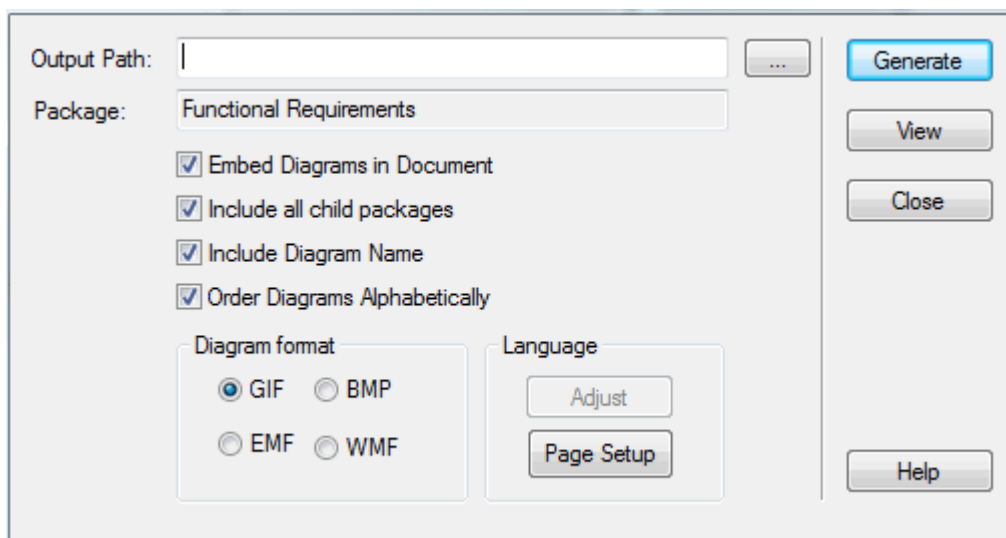 Output Path:
...
Generate
Package:
Functional Requirements
View
Embed Diagrams in Document
Include all child packages
Close
Include Diagram Name
Order Diagrams Alphabetically
Diagram format
GIF
BMP
EMF
WMF
Language
Adjust
Page Setup
Help